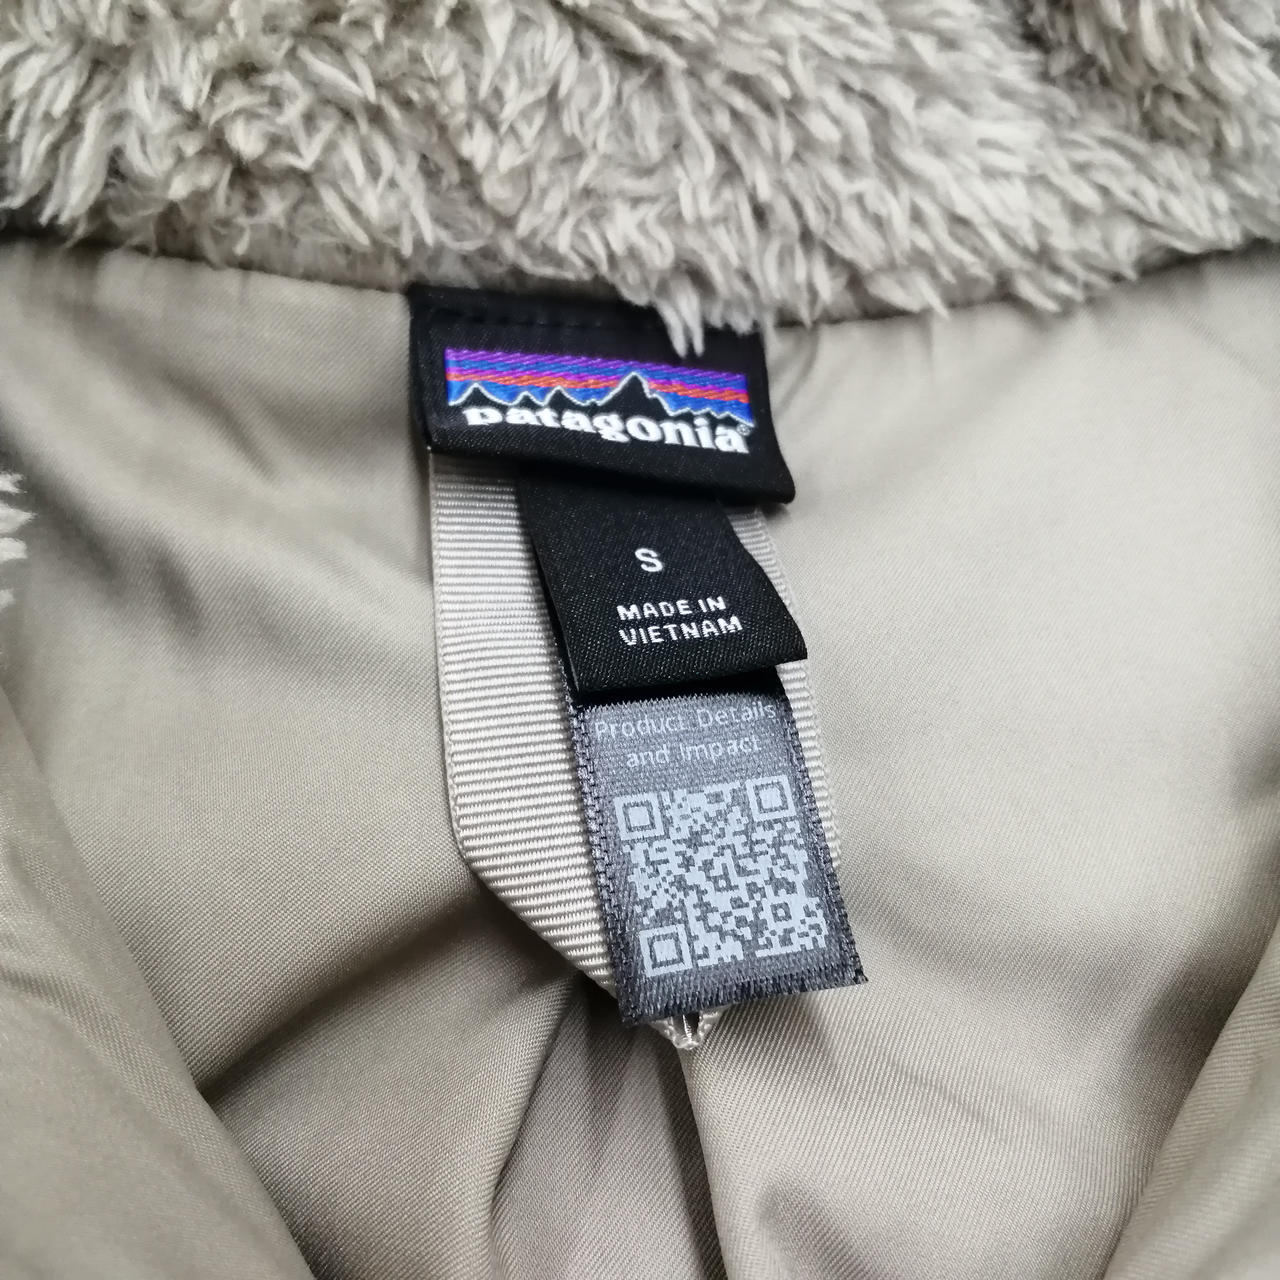 patagonia®
S
MADE IN
VIETNAM
Product Details
and Impact